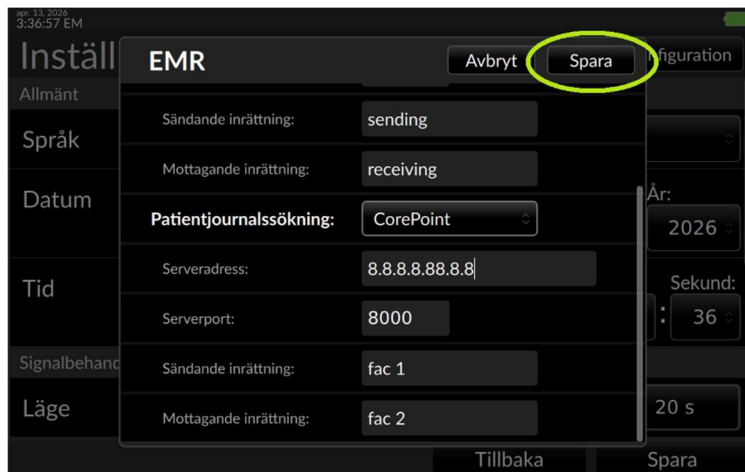 apr. 13, 2026
3:36:57 EM
Inställ
EMR
Avbryt
Spara
figuration
Allmänt
Sändande inrättning: sending
Språk
Mottagande inrättning: receiving
Datum
År:
Patientjournalssökning: CorePoint
2026
Serveradress: 8.8.8.8.88.8.8
Tid
Sekund:
Serverport: 8000
: 36
Signalbehand
Sändande inrättning: fac 1
Läge
20 s
Mottagande inrättning: fac 2
Tillbaka
Spara